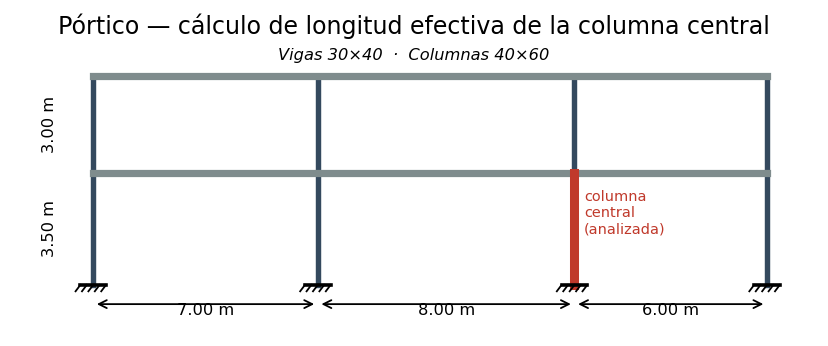 Pórtico — cálculo de longitud efectiva de la columna central
Vigas 30×40 · Columnas 40×60
3.00 m
3.50 m
columna
central
(analizada)
7.00 m
8.00 m
6.00 m